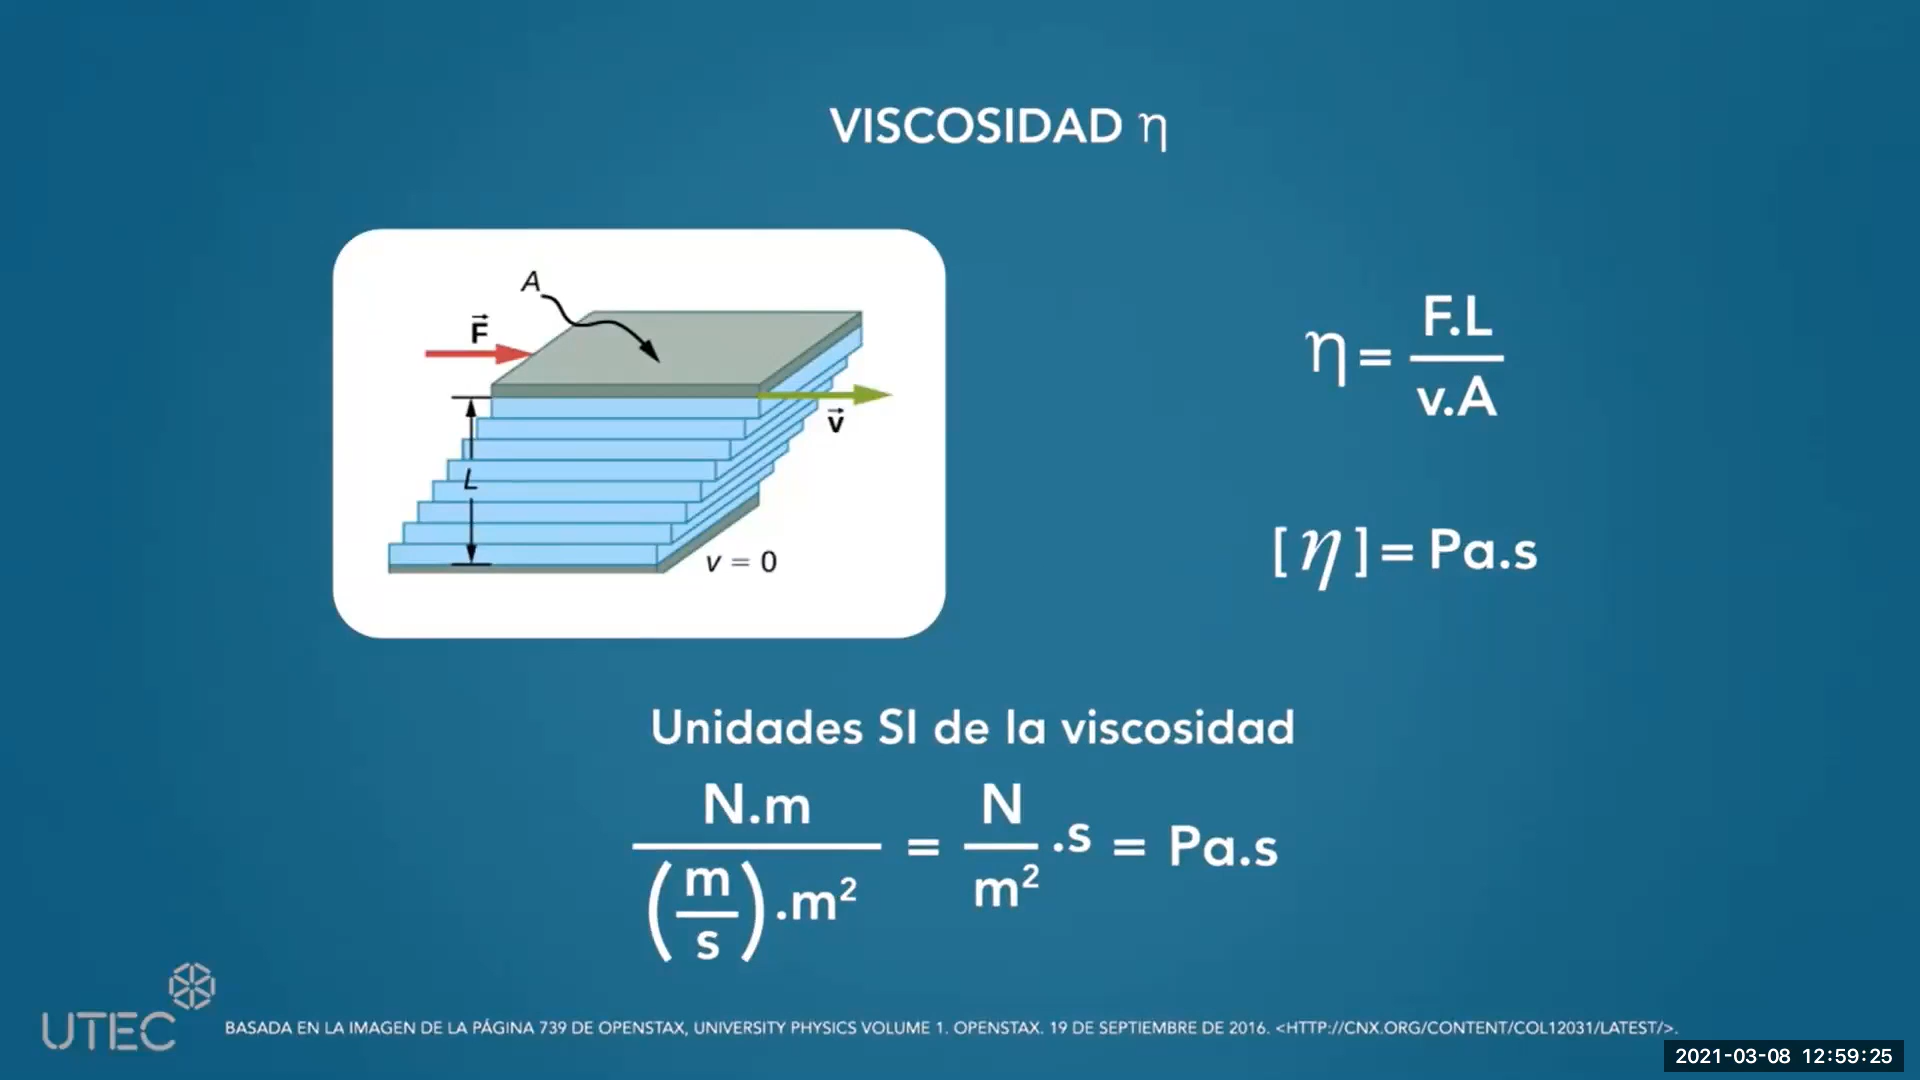 VISCOSIDAD η
A
F⃗
v⃗
L
v = 0
η = F.L / v.A
[ η ] = Pa.s
Unidades SI de la viscosidad
N.m / (m/s).m² = N/m² .s = Pa.s
UTEC
BASADA EN LA IMAGEN DE LA PÁGINA 739 DE OPENSTAX, UNIVERSITY PHYSICS VOLUME 1. OPENSTAX. 19 DE SEPTIEMBRE DE 2016. <HTTP://CNX.ORG/CONTENT/COL12031/LATEST/>.
2021-03-08 12:59:25